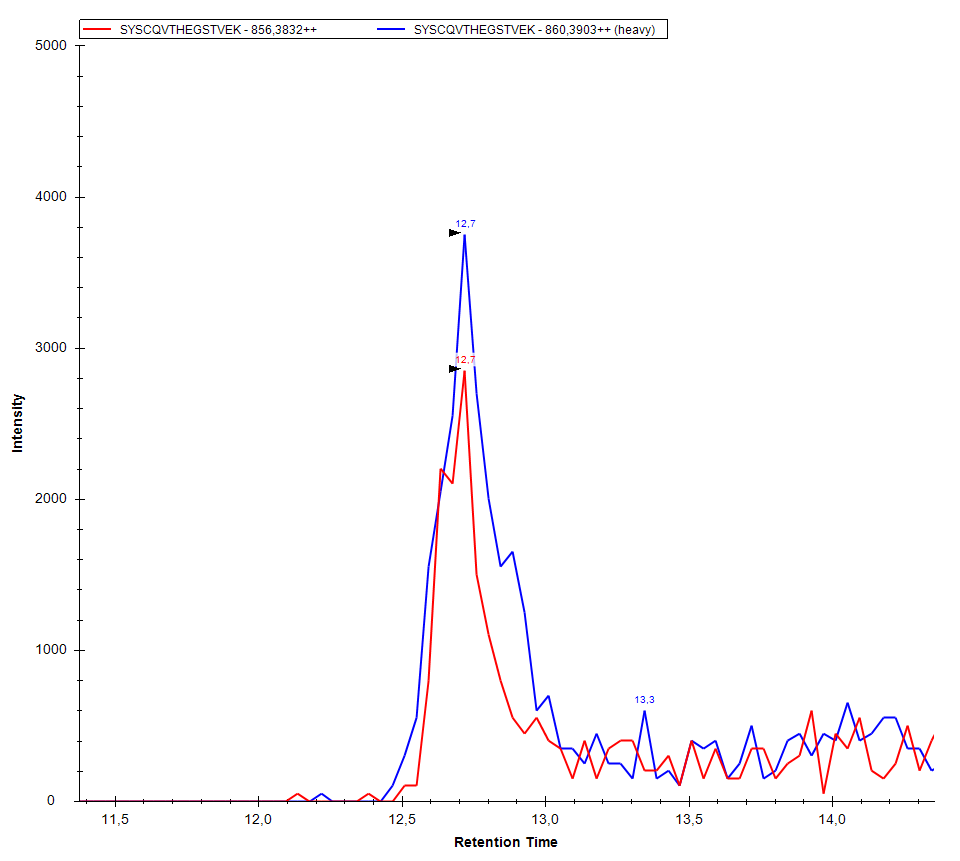 SYSCQVTHEGSTVEK - 856,3832++ SYSCQVTHEGSTVEK - 860,3903++ (heavy)
5000
4000
12,7
3000
12,7
Intensity
2000
1000
13,3
0
11,5 12,0 12,5 13,0 13,5 14,0
Retention Time